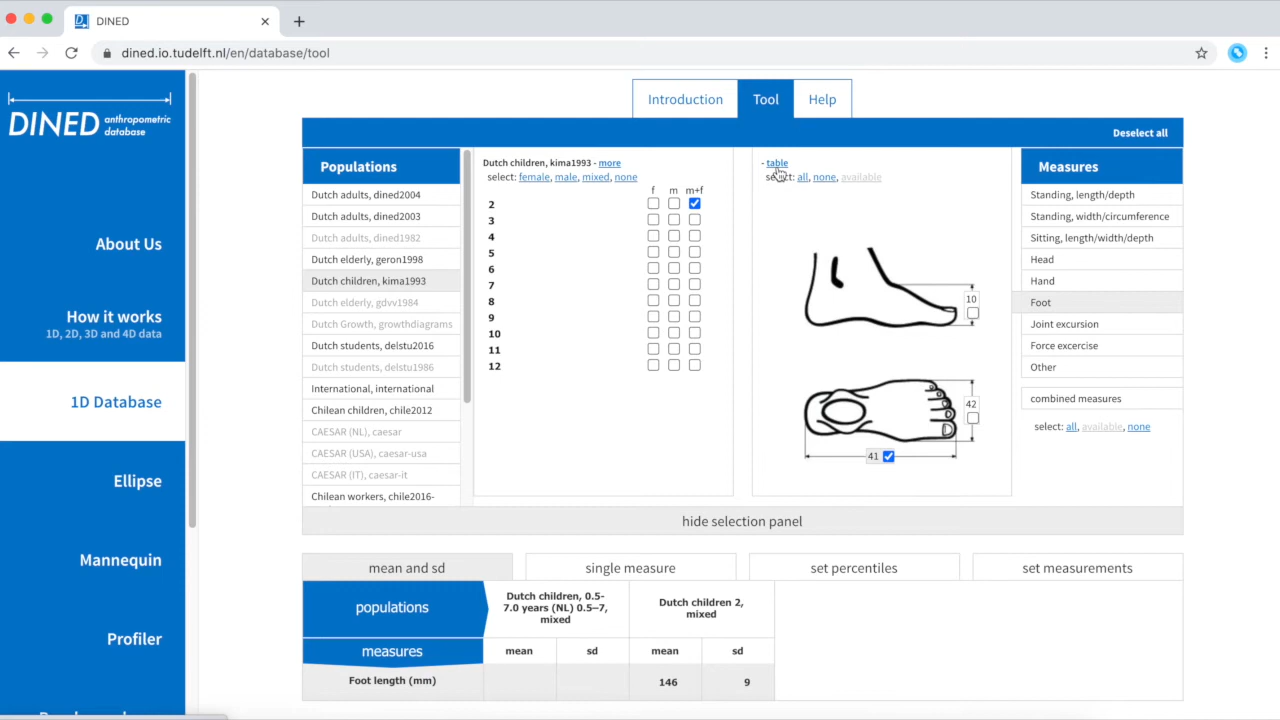 DINED
dined.io.tudelft.nl/en/database/tool
DINED anthropometric database
About Us
How it works
1D, 2D, 3D and 4D data
1D Database
Ellipse
Mannequin
Profiler
Introduction
Tool
Help
Deselect all
Populations
Dutch adults, dined2004
Dutch adults, dined2003
Dutch adults, dined1982
Dutch elderly, geron1998
Dutch children, kima1993
Dutch elderly, gdvv1984
Dutch Growth, growthdiagrams
Dutch students, delstu2016
Dutch students, delstu1986
International, international
Chilean children, chile2012
CAESAR (NL), caesar
CAESAR (USA), caesar-usa
CAESAR (IT), caesar-it
Chilean workers, chile2016-
Dutch children, kima1993 - more
select: female, male, mixed, none
f m m+f
2
3
4
5
6
7
8
9
10
11
12
- table
select: all, none, available
10
42
41
Measures
Standing, length/depth
Standing, width/circumference
Sitting, length/width/depth
Head
Hand
Foot
Joint excursion
Force excercise
Other
combined measures
select: all, available, none
hide selection panel
mean and sd
single measure
set percentiles
set measurements
populations
Dutch children, 0.5-
7.0 years (NL) 0.5–7,
mixed
Dutch children 2,
mixed
measures
mean sd mean sd
Foot length (mm) 146 9